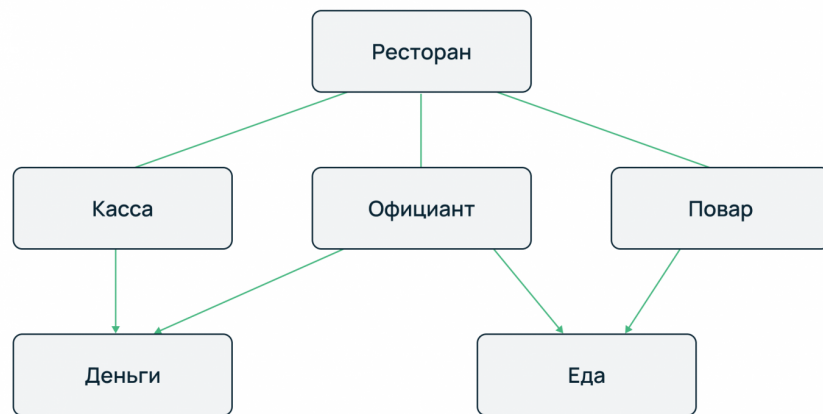 Ресторан
Касса
Официант
Повар
Деньги
Еда